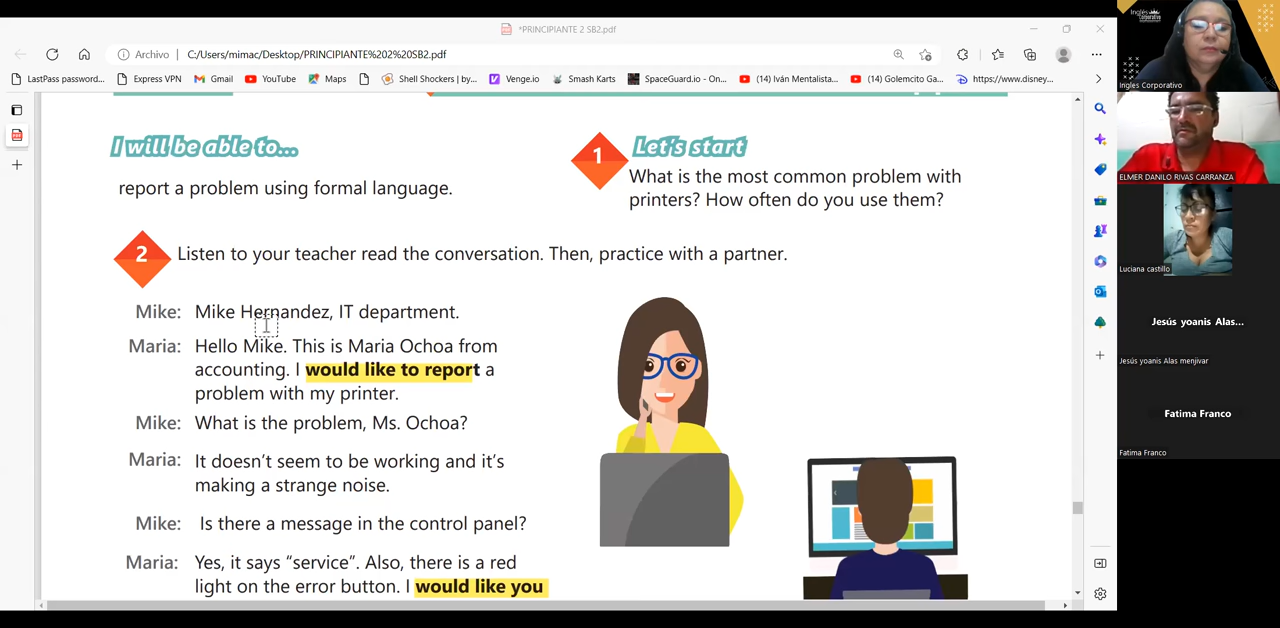 *PRINCIPIANTE 2 SB2.pdf
Archivo C:/Users/mimac/Desktop/PRINCIPIANTE%202%20SB2.pdf
LastPass password... Express VPN Gmail YouTube Maps Shell Shockers | by... Venge.io Smash Karts SpaceGuard.io - On... (14) Iván Mentalista... (14) Golemcito Ga... https://www.disney...
I will be able to...
report a problem using formal language.
1 Let's start
What is the most common problem with
printers? How often do you use them?
2 Listen to your teacher read the conversation. Then, practice with a partner.
Mike: Mike Hernandez, IT department.
Maria: Hello Mike. This is Maria Ochoa from
accounting. I would like to report a
problem with my printer.
Mike: What is the problem, Ms. Ochoa?
Maria: It doesn't seem to be working and it's
making a strange noise.
Mike: Is there a message in the control panel?
Maria: Yes, it says “service”. Also, there is a red
light on the error button. I would like you
Inglés
Corporativo
Ingles Corporativo
ELMER DANILO RIVAS CARRANZA
Luciana castillo
Jesús yoanis Alas...
Jesús yoanis Alas menjivar
Fatima Franco
Fatima Franco